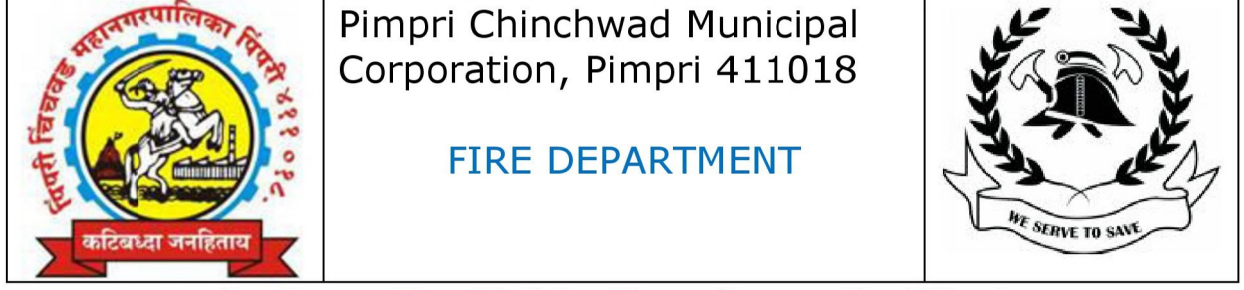 पिंपरी चिंचवड महानगरपालिका पिंपरी ४११०१८.
कटिबध्दा जनहिताय
Pimpri Chinchwad Municipal
Corporation, Pimpri 411018
FIRE DEPARTMENT
WE SERVE TO SAVE